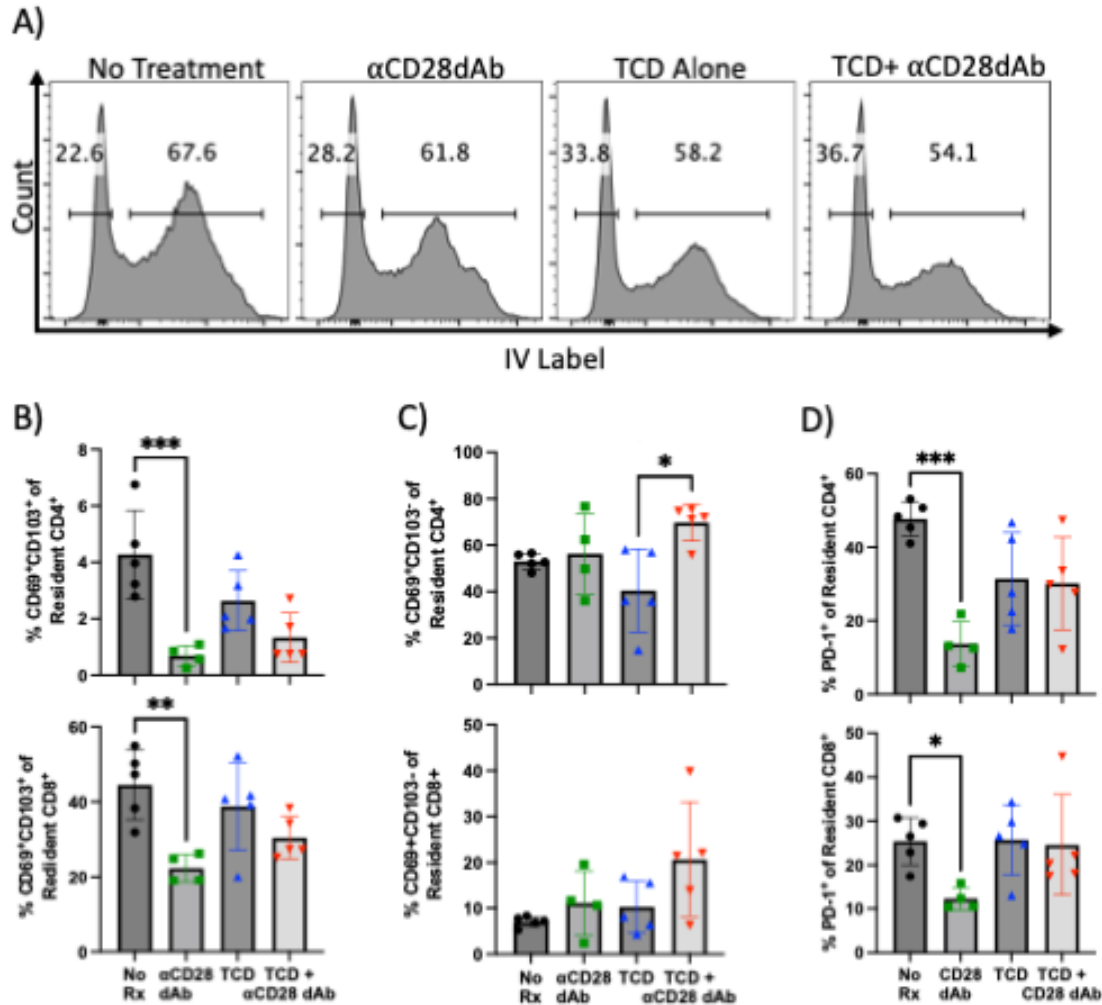 A)
No Treatment
αCD28dAb
TCD Alone
TCD+ αCD28dAb
22.6 67.6
28.2 61.8
33.8 58.2
36.7 54.1
Count
IV Label
B)
***
8
6
4
2
0
% CD69⁺CD103⁺ of
Resident CD4⁺
**
60
40
20
0
% CD69⁺CD103⁺ of
Redident CD8⁺
No
Rx
αCD28
dAb
TCD
TCD +
αCD28 dAb
C)
*
100
80
60
40
20
0
% CD69⁺CD103⁻ of
Resident CD4⁺
50
40
30
20
10
0
% CD69+CD103- of
Resident CD8+
No
Rx
αCD28
dAb
TCD
TCD +
αCD28 dAb
D)
***
60
40
20
0
% PD-1⁺ of Resident CD4⁺
*
50
40
30
20
10
0
% PD-1⁺ of Resident CD8⁺
No
Rx
CD28
dAb
TCD
TCD +
CD28 dAb